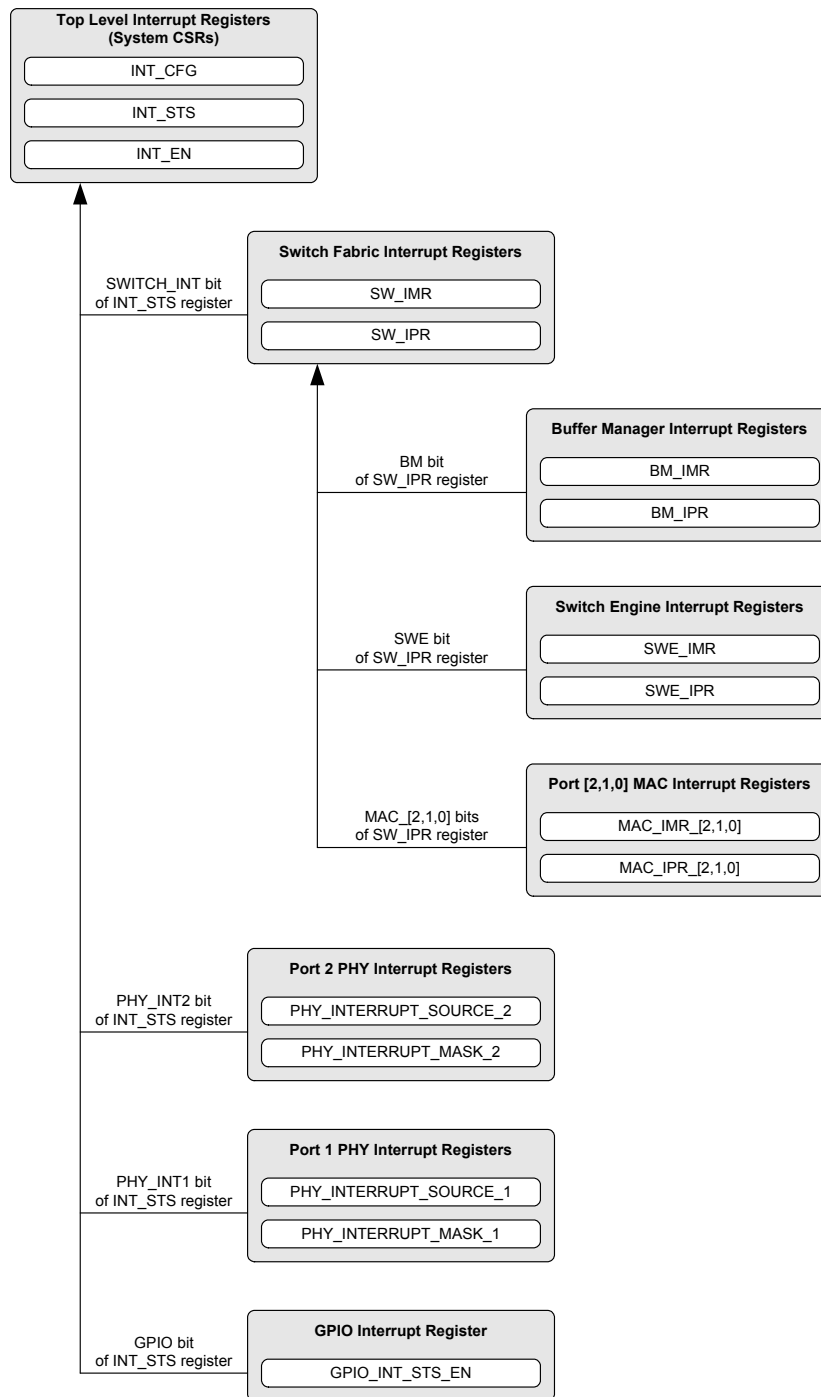 Top Level Interrupt Registers
(System CSRs)
INT_CFG
INT_STS
INT_EN
SWITCH_INT bit
of INT_STS register
Switch Fabric Interrupt Registers
SW_IMR
SW_IPR
BM bit
of SW_IPR register
Buffer Manager Interrupt Registers
BM_IMR
BM_IPR
SWE bit
of SW_IPR register
Switch Engine Interrupt Registers
SWE_IMR
SWE_IPR
MAC_[2,1,0] bits
of SW_IPR register
Port [2,1,0] MAC Interrupt Registers
MAC_IMR_[2,1,0]
MAC_IPR_[2,1,0]
PHY_INT2 bit
of INT_STS register
Port 2 PHY Interrupt Registers
PHY_INTERRUPT_SOURCE_2
PHY_INTERRUPT_MASK_2
PHY_INT1 bit
of INT_STS register
Port 1 PHY Interrupt Registers
PHY_INTERRUPT_SOURCE_1
PHY_INTERRUPT_MASK_1
GPIO bit
of INT_STS register
GPIO Interrupt Register
GPIO_INT_STS_EN